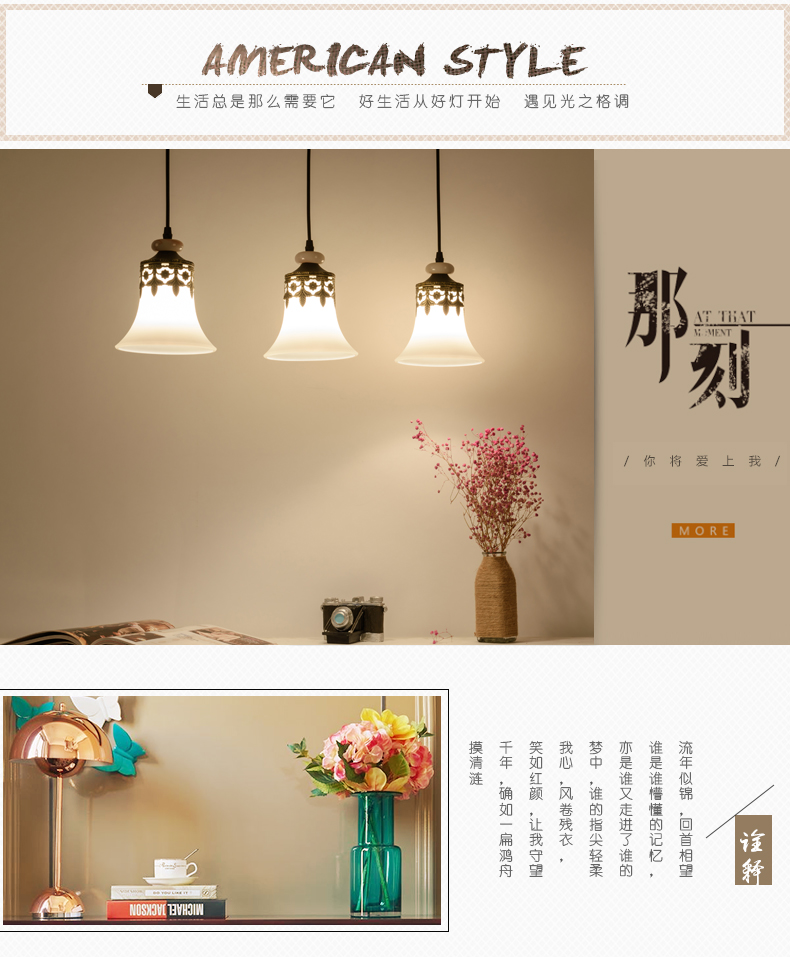 AMERICAN STYLE
生活总是那么需要它 好生活从好灯开始 遇见光之格调
那刻
AT THAT
MOMENT
/ 你将爱上我 /
MORE
诠释
流年似锦，回首相望
谁是谁懵懂的记忆，
亦是谁又走进了谁的
梦中，谁的指尖轻柔
我心，风卷残衣，
笑如红颜，让我守望
千年，确如一扁鸿舟
摸清涟
MICHAEL JACKSON